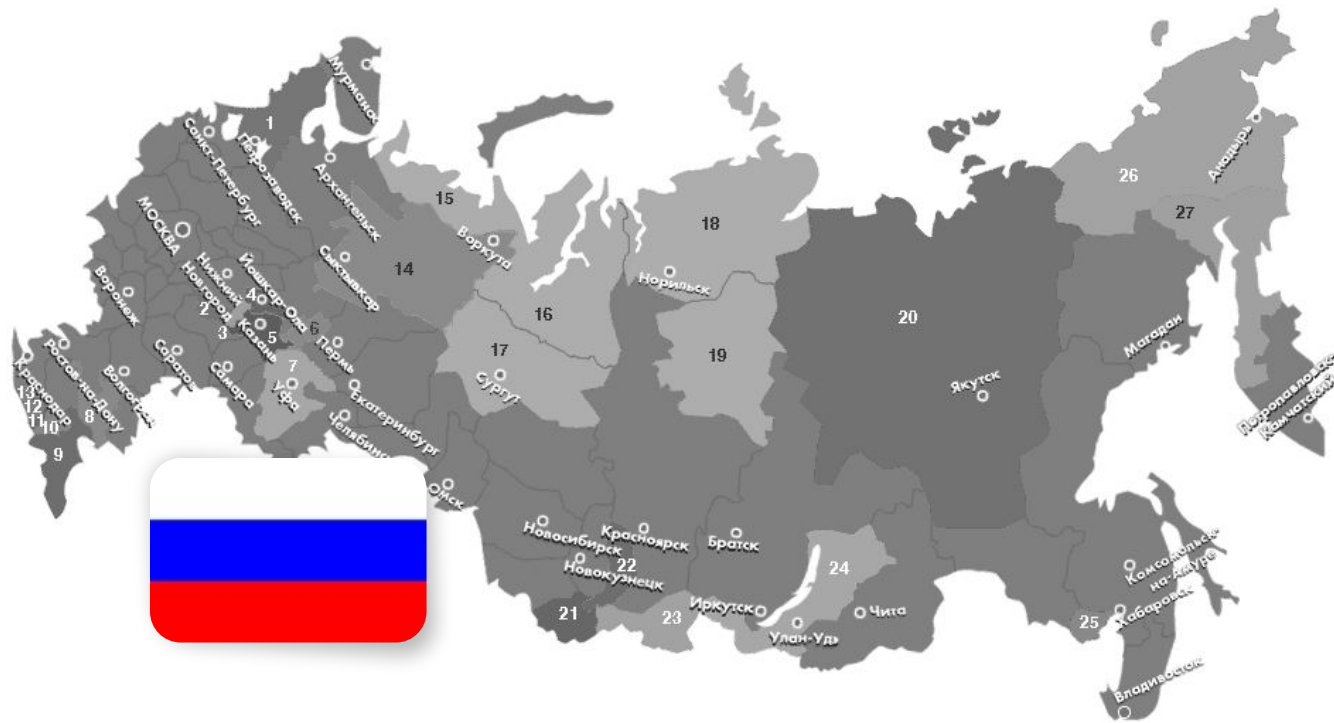 Мурманск
1
Санкт-Петербург
Петрозаводск
Архангельск
26
Анадырь
15
27
МОСКВА
18
Воркута
14
Сыктывкар
Норильск
Нижний
Новгород
Йошкар-Ола
Воронеж
4
2
3
Казань
5
6
16
20
Пермь
17
19
Магадан
Краснодар
Ростов-на-Дону
Волгоград
Саратов
Самара
7
Уфа
Сургут
Якутск
13
12
11
10
8
9
Екатеринбург
Челябинс
Петропавловск-
Камчатский
Омск
Новосибирск
Красноярск
Братск
22
Новокузнецк
24
Комсомольск-
на-Амуре
21
23
Иркутск
Улан-Удэ
Чита
25
Хабаровск
Владивосток